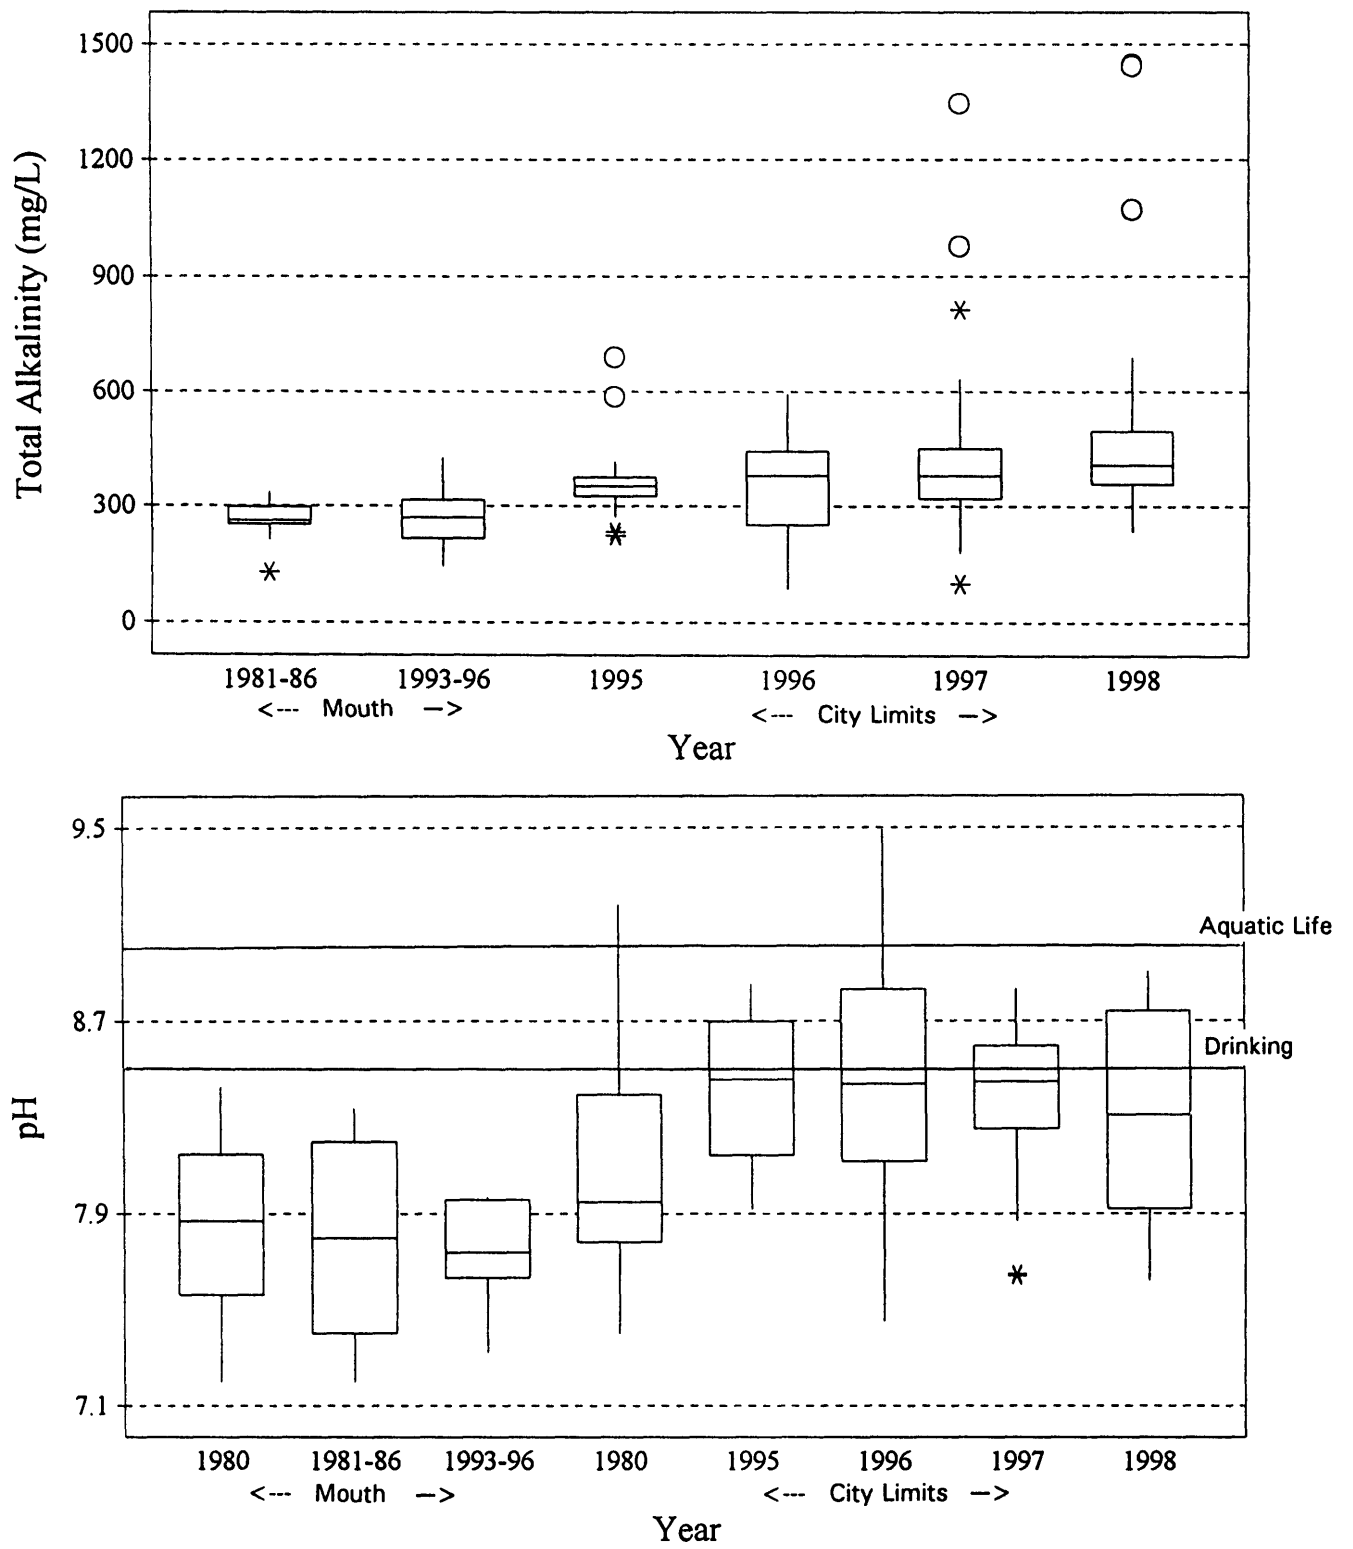 Total Alkalinity (mg/L)
1500
1200
900
600
300
0
1981-86 1993-96 1995 1996 1997 1998
<--- Mouth --> <--- City Limits -->
Year
pH
9.5
8.7
7.9
7.1
Aquatic Life
Drinking
1980 1981-86 1993-96 1980 1995 1996 1997 1998
<--- Mouth --> <--- City Limits -->
Year